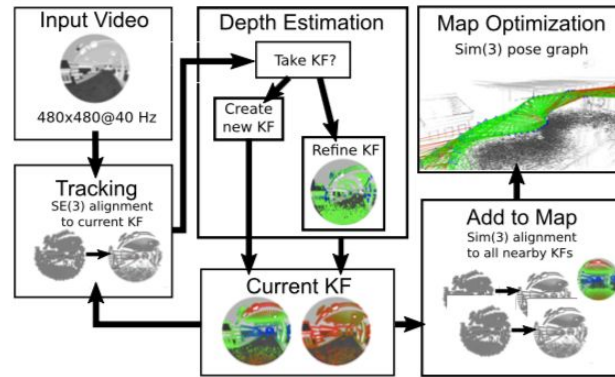 Input Video
480x480@40 Hz
Tracking
SE(3) alignment
to current KF
Depth Estimation
Take KF?
Create
new KF
Refine KF
Current KF
Map Optimization
Sim(3) pose graph
Add to Map
Sim(3) alignment
to all nearby KFs